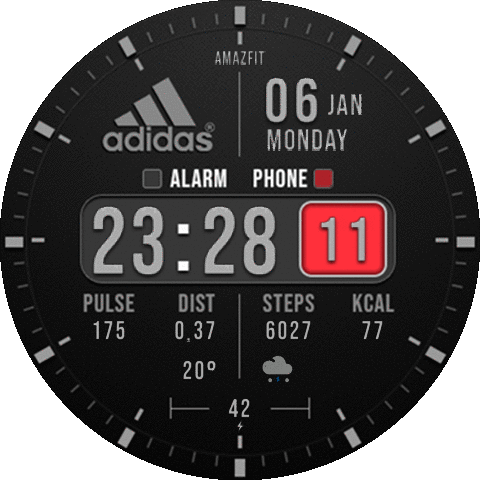 AMAZFIT
adidas®
06 JAN
MONDAY
ALARM PHONE
23:28 11
PULSE DIST STEPS KCAL
175 0,37 6027 77
20º
42